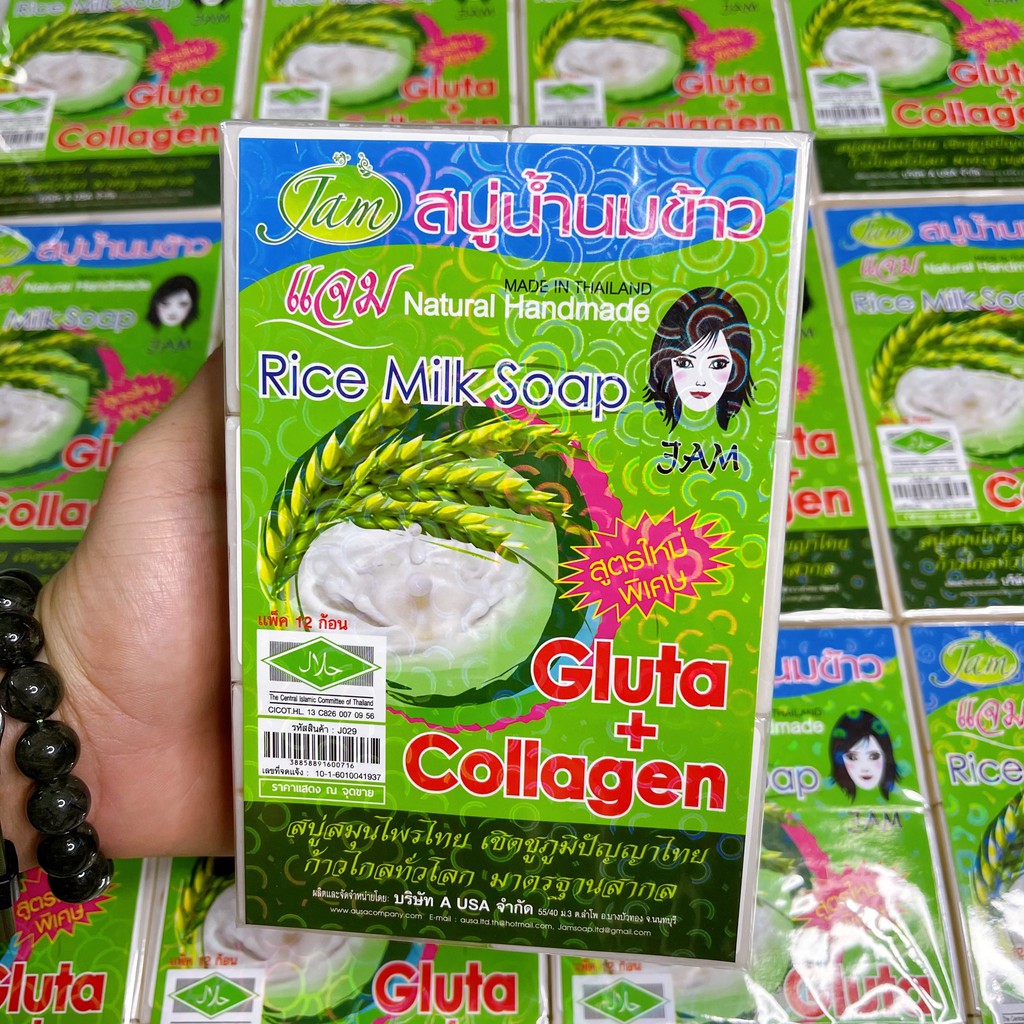 Jam สบู่น้ำนมข้าว
แจม
MADE IN THAILAND
Natural Handmade
Rice Milk Soap
JAM
สูตรใหม่
พิเศษ
แพ็ค 12 ก้อน
حلال
The Central Islamic Committee of Thailand
CICOT.HL. 13 C826 007 09 56
รหัสสินค้า : J029
38858891600716
เลขที่จดแจ้ง : 10-1-6010041937
ราคาแสดง ณ จุดขาย
Gluta
+
Collagen
สบู่สมุนไพรไทย เชิดชูภูมิปัญญาไทย
ก้าวไกลทั่วโลก มาตรฐานสากล
ผลิตและจัดจำหน่ายโดย: บริษัท A USA จำกัด 55/40 ม.3 ต.ลำโพ อ.บางบัวทอง จ.นนทบุรี
www.ausacompany.com E-mail : ausa.ltd.th@hotmail.com, Jamsoap.ltd@gmail.com